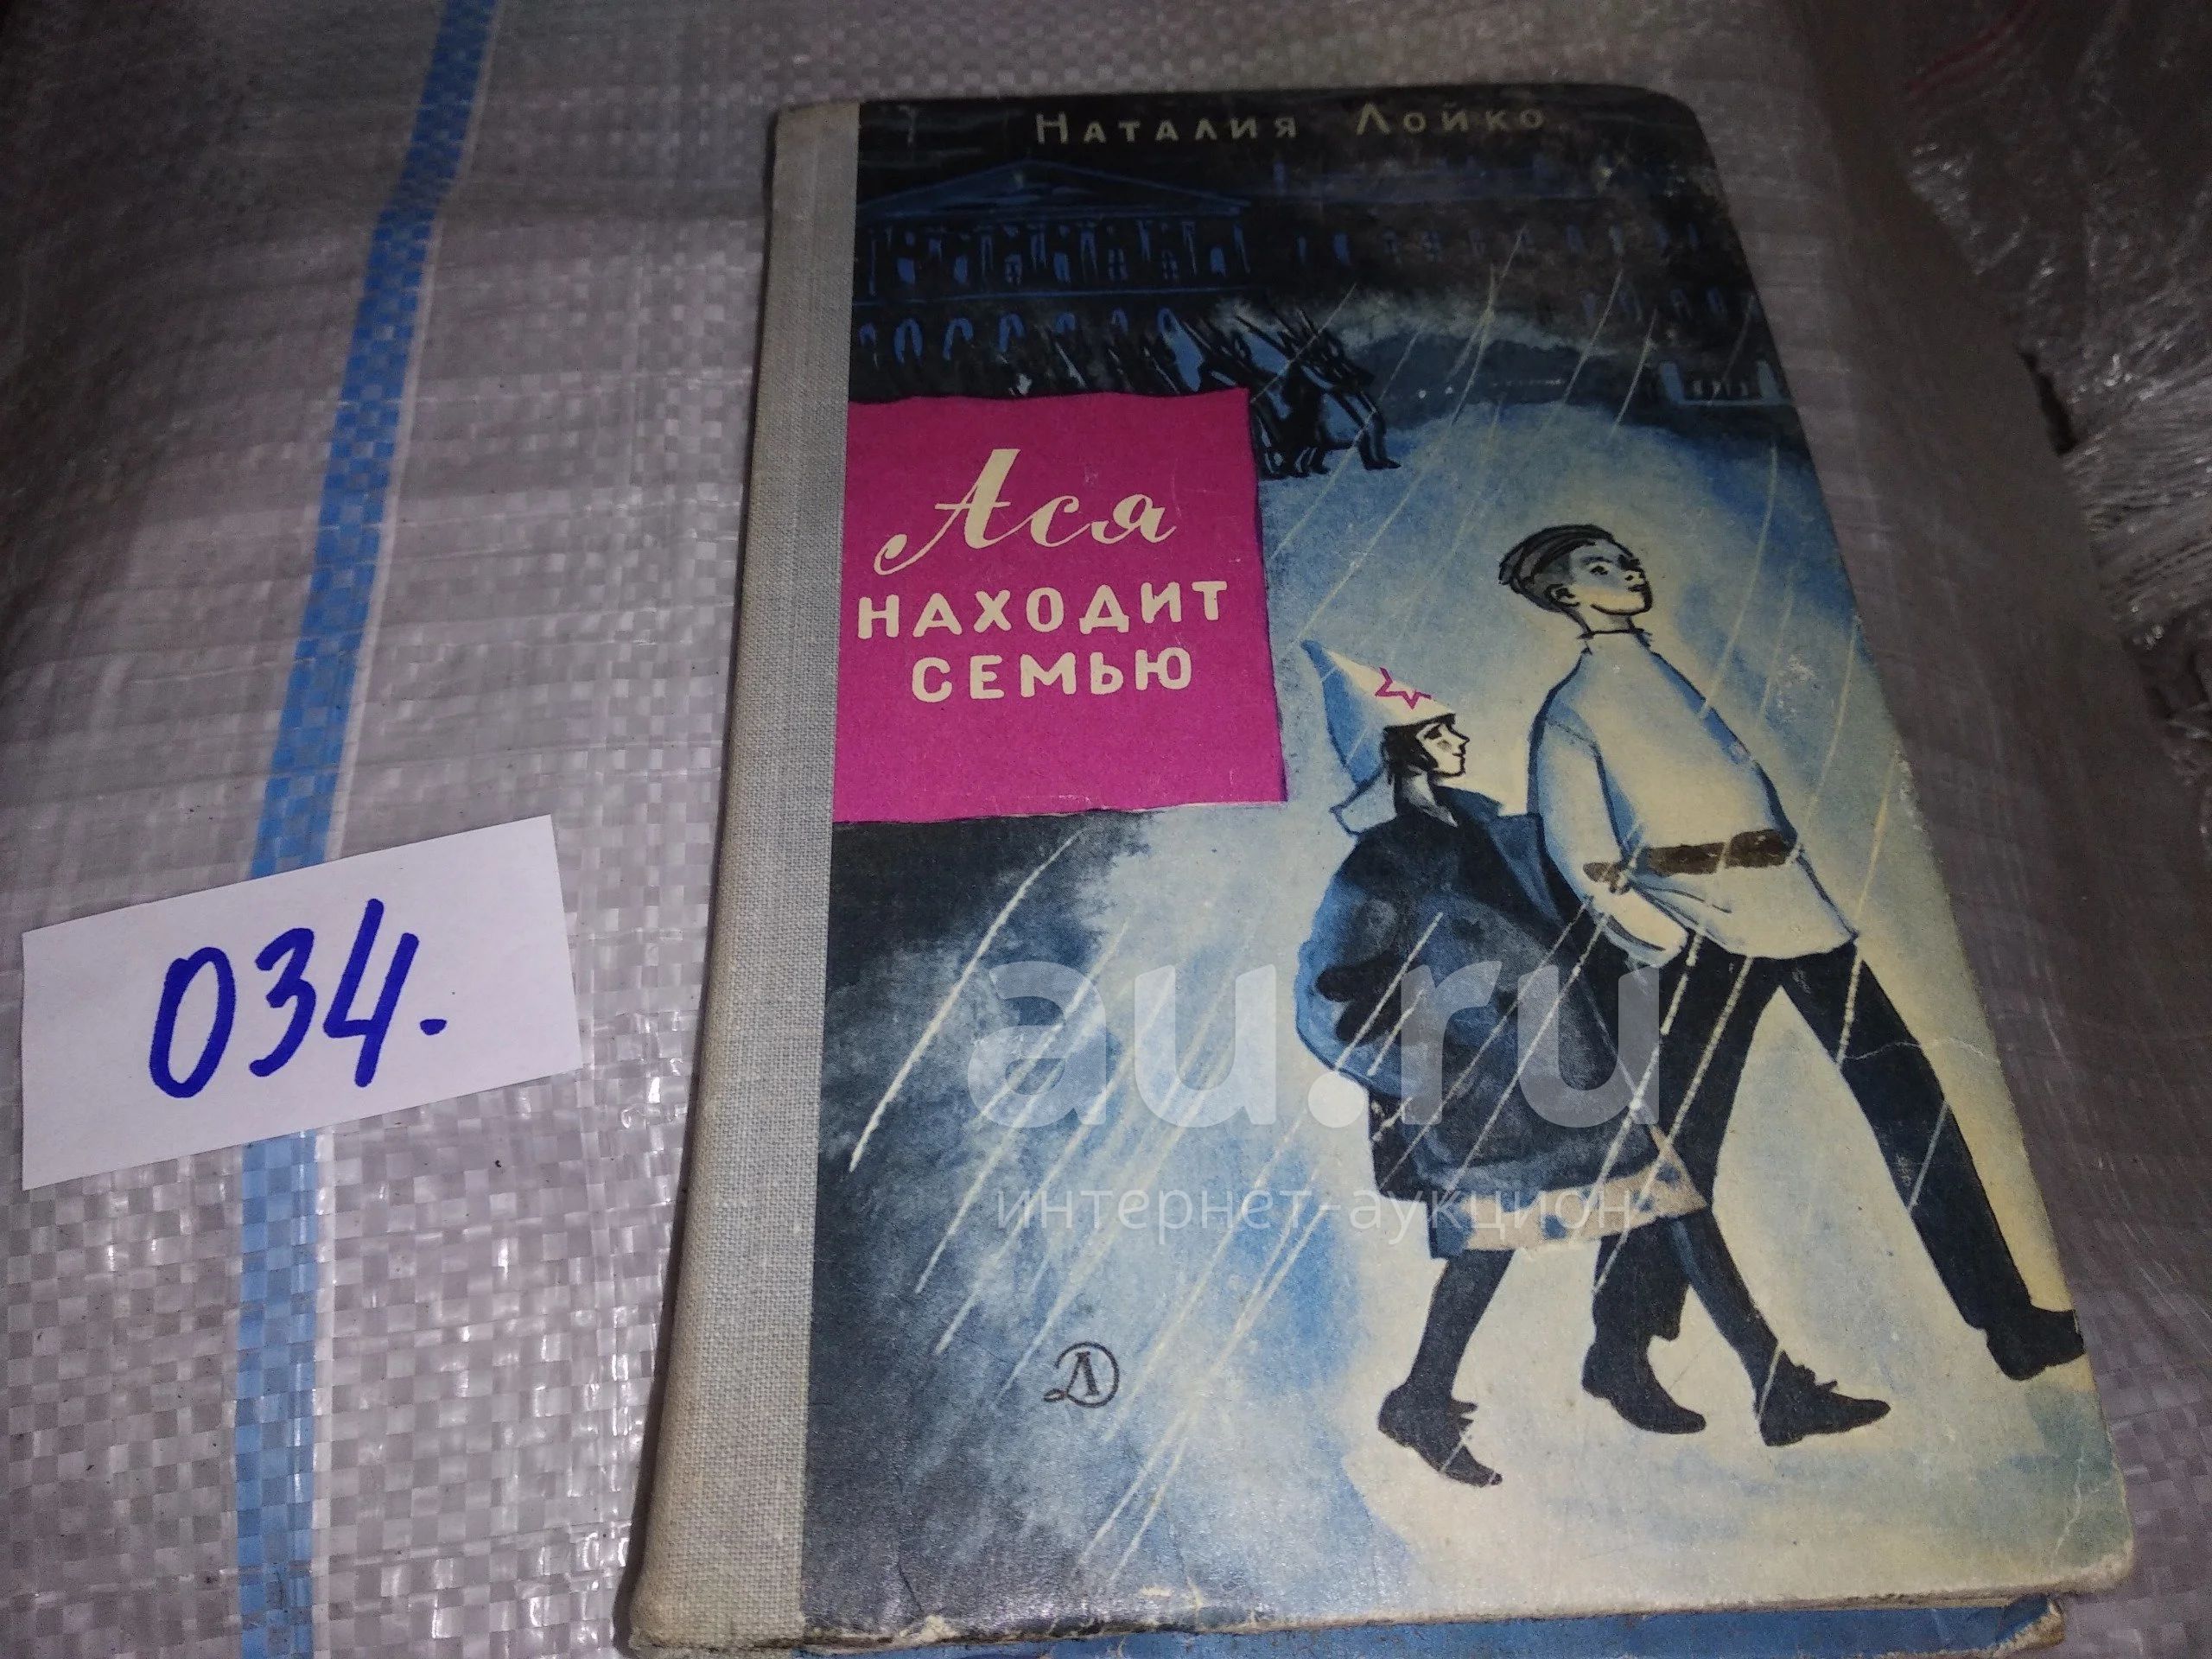 Наталия Лойко
Ася
находит
семью
034.
au.ru
интернет-аукцион
Д